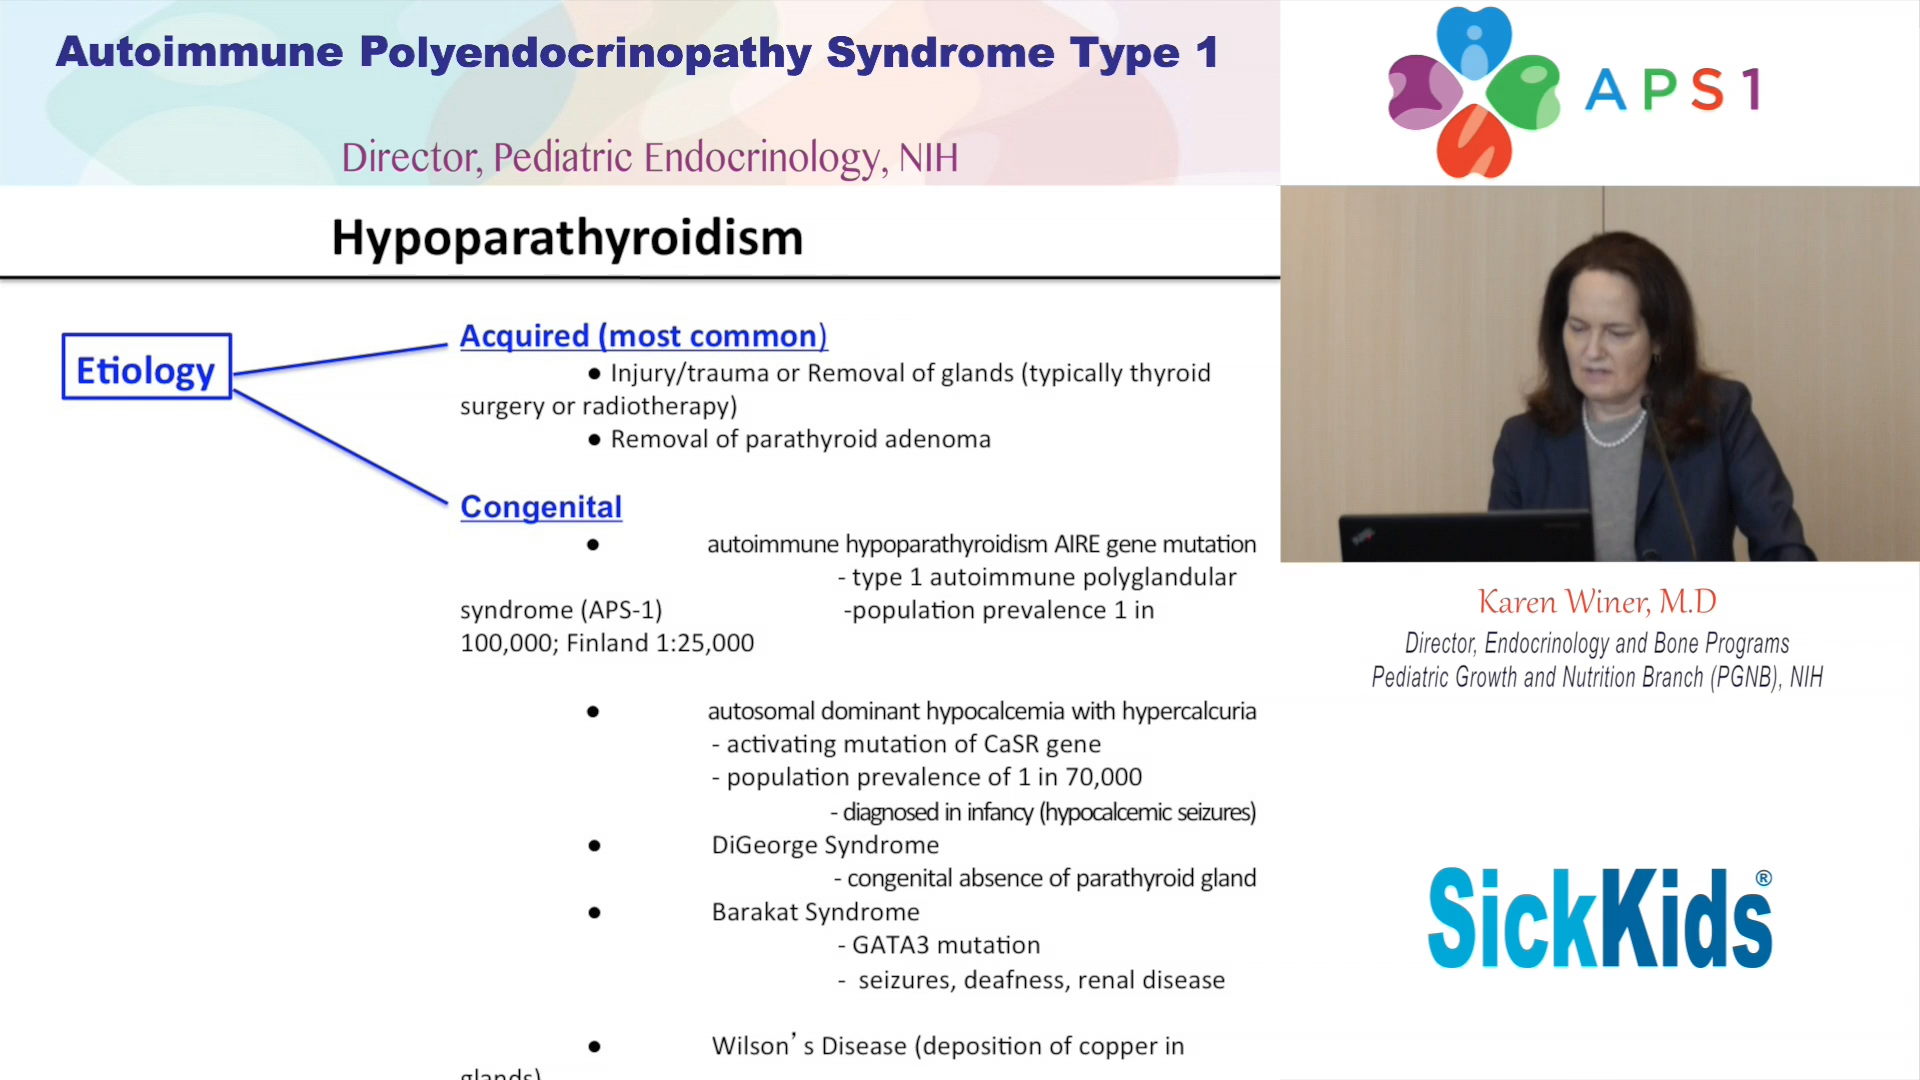 Autoimmune Polyendocrinopathy Syndrome Type 1
Director, Pediatric Endocrinology, NIH
APS1
Hypoparathyroidism
Etiology
Acquired (most common)
● Injury/trauma or Removal of glands (typically thyroid
surgery or radiotherapy)
● Removal of parathyroid adenoma
Congenital
● autoimmune hypoparathyroidism AIRE gene mutation
- type 1 autoimmune polyglandular
syndrome (APS-1) -population prevalence 1 in
100,000; Finland 1:25,000
● autosomal dominant hypocalcemia with hypercalcuria
- activating mutation of CaSR gene
- population prevalence of 1 in 70,000
- diagnosed in infancy (hypocalcemic seizures)
● DiGeorge Syndrome
- congenital absence of parathyroid gland
● Barakat Syndrome
- GATA3 mutation
- seizures, deafness, renal disease
● Wilson's Disease (deposition of copper in
glands)
Karen Winer, M.D
Director, Endocrinology and Bone Programs
Pediatric Growth and Nutrition Branch (PGNB), NIH
SickKids®